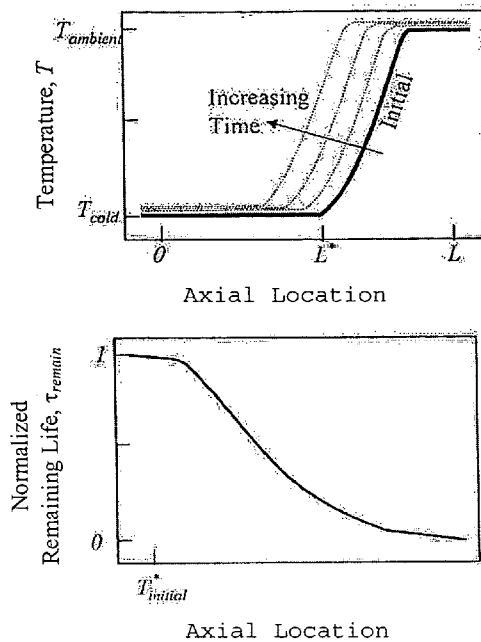 T_ambient
Temperature, T
Increasing
Time
Initial
T_cold
0
L*
L
Axial Location
1
Normalized
Remaining Life, τ_remain
0
T*_initial
Axial Location